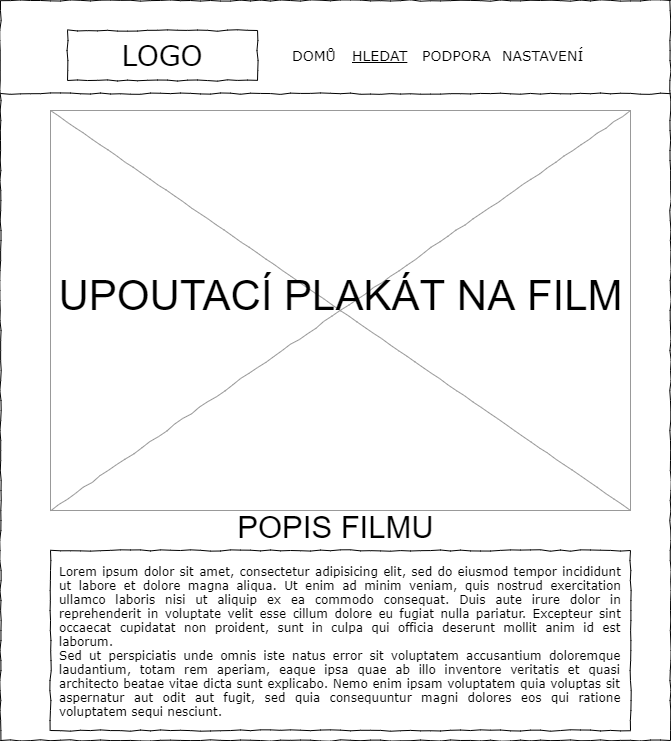 LOGO
DOMŮ HLEDAT PODPORA NASTAVENÍ
UPOUTACÍ PLAKÁT NA FILM
POPIS FILMU
Lorem ipsum dolor sit amet, consectetur adipisicing elit, sed do eiusmod tempor incididunt
ut labore et dolore magna aliqua. Ut enim ad minim veniam, quis nostrud exercitation
ullamco laboris nisi ut aliquip ex ea commodo consequat. Duis aute irure dolor in
reprehenderit in voluptate velit esse cillum dolore eu fugiat nulla pariatur. Excepteur sint
occaecat cupidatat non proident, sunt in culpa qui officia deserunt mollit anim id est
laborum.
Sed ut perspiciatis unde omnis iste natus error sit voluptatem accusantium doloremque
laudantium, totam rem aperiam, eaque ipsa quae ab illo inventore veritatis et quasi
architecto beatae vitae dicta sunt explicabo. Nemo enim ipsam voluptatem quia voluptas sit
aspernatur aut odit aut fugit, sed quia consequuntur magni dolores eos qui ratione
voluptatem sequi nesciunt.